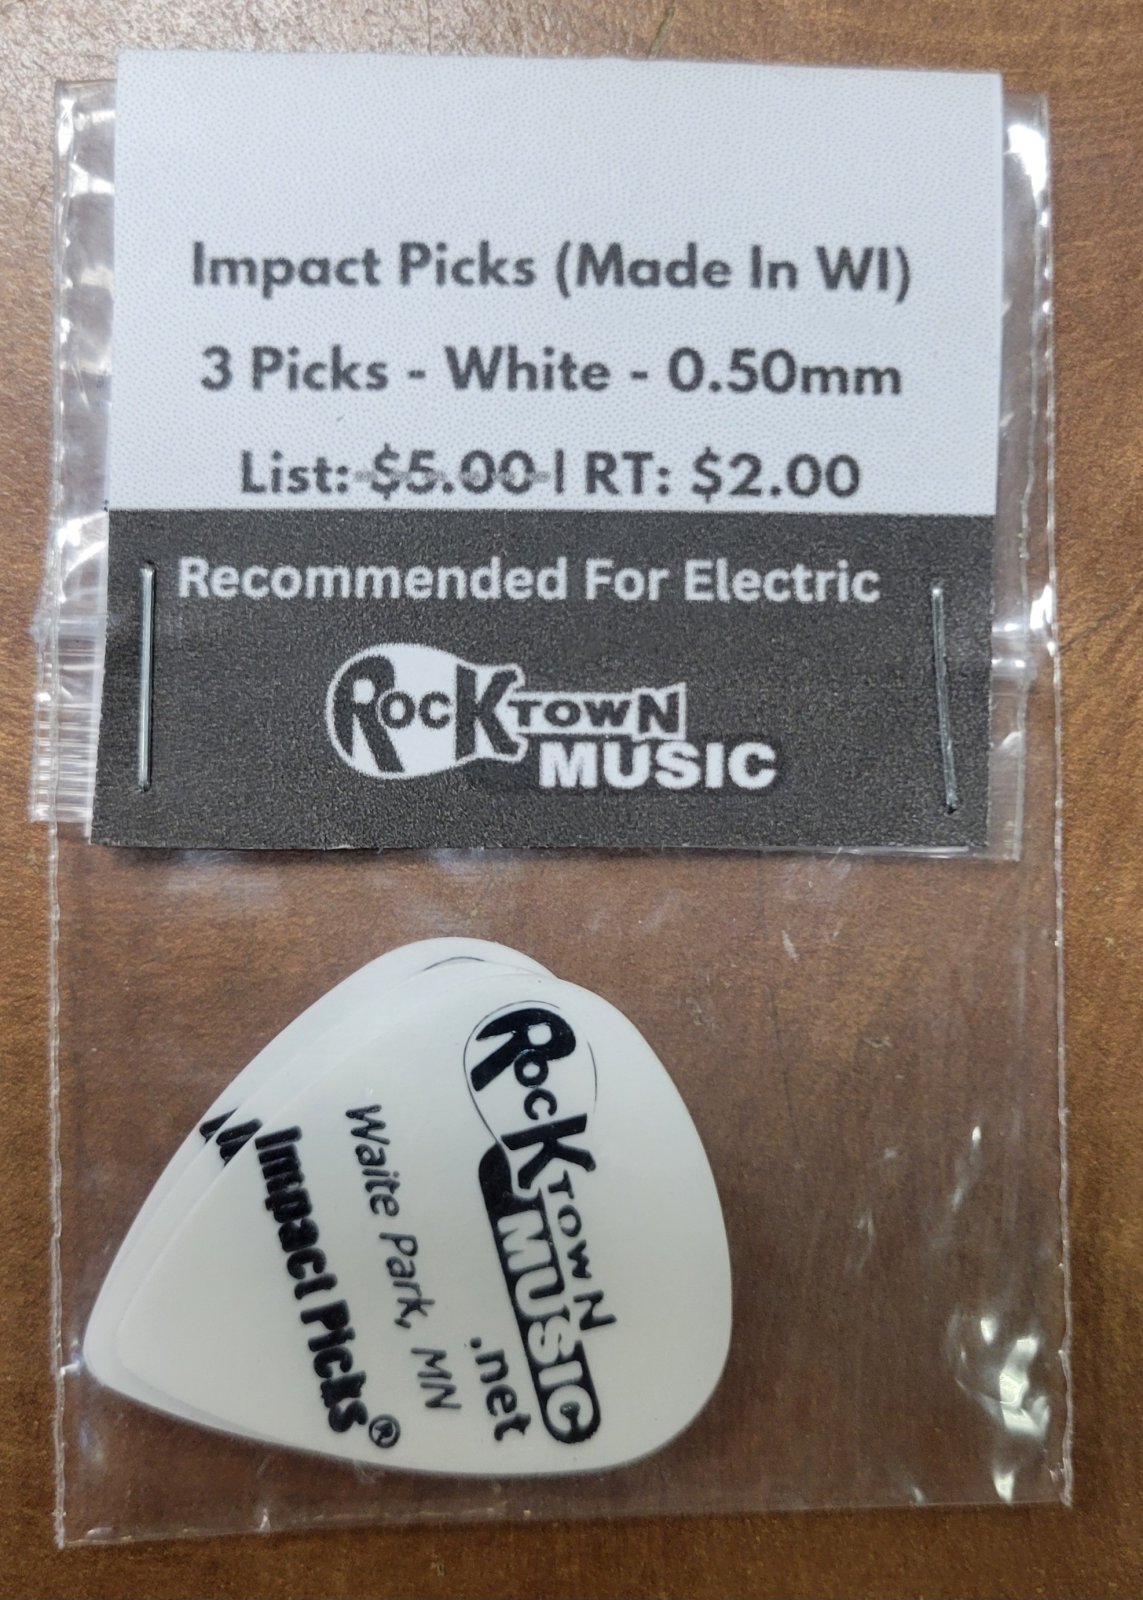 Impact Picks (Made In WI)
3 Picks - White - 0.50mm
List: $5.00 | RT: $2.00
Recommended For Electric
ROCKTOWN
MUSIC
ROCKTOWN
MUSIC
.net
Waite Park, MN
Impact Picks®